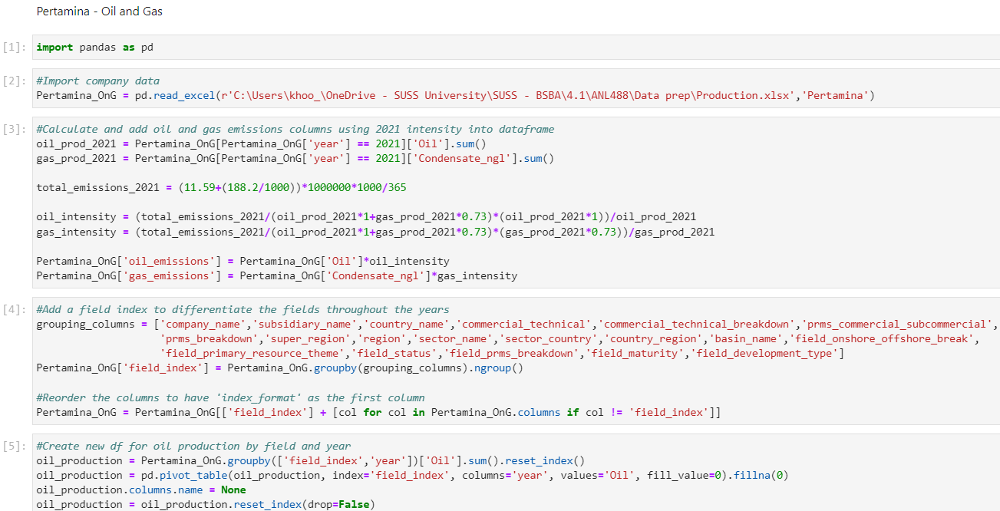 Pertamina - Oil and Gas
[1]: import pandas as pd
[2]: #Import company data
Pertamina_OnG = pd.read_excel(r'C:\Users\khoo_\OneDrive - SUSS University\SUSS - BSBA\4.1\ANL488\Data prep\Production.xlsx','Pertamina')
[3]: #Calculate and add oil and gas emissions columns using 2021 intensity into dataframe
oil_prod_2021 = Pertamina_OnG[Pertamina_OnG['year'] == 2021]['Oil'].sum()
gas_prod_2021 = Pertamina_OnG[Pertamina_OnG['year'] == 2021]['Condensate_ngl'].sum()
total_emissions_2021 = (11.59+(188.2/1000))*1000000*1000/365
oil_intensity = (total_emissions_2021/(oil_prod_2021*1+gas_prod_2021*0.73)*(oil_prod_2021*1))/oil_prod_2021
gas_intensity = (total_emissions_2021/(oil_prod_2021*1+gas_prod_2021*0.73)*(gas_prod_2021*0.73))/gas_prod_2021
Pertamina_OnG['oil_emissions'] = Pertamina_OnG['Oil']*oil_intensity
Pertamina_OnG['gas_emissions'] = Pertamina_OnG['Condensate_ngl']*gas_intensity
[4]: #Add a field index to differentiate the fields throughout the years
grouping_columns = ['company_name','subsidiary_name','country_name','commercial_technical','commercial_technical_breakdown','prms_commercial_subcommercial',
'prms_breakdown','super_region','region','sector_name','sector_country','country_region','basin_name','field_onshore_offshore_break',
'field_primary_resource_theme','field_status','field_prms_breakdown','field_maturity','field_development_type']
Pertamina_OnG['field_index'] = Pertamina_OnG.groupby(grouping_columns).ngroup()
#Reorder the columns to have 'index_format' as the first column
Pertamina_OnG = Pertamina_OnG[['field_index'] + [col for col in Pertamina_OnG.columns if col != 'field_index']]
[5]: #Create new df for oil production by field and year
oil_production = Pertamina_OnG.groupby(['field_index','year'])['Oil'].sum().reset_index()
oil_production = pd.pivot_table(oil_production, index='field_index', columns='year', values='Oil', fill_value=0).fillna(0)
oil_production.columns.name = None
oil_production = oil_production.reset_index(drop=False)